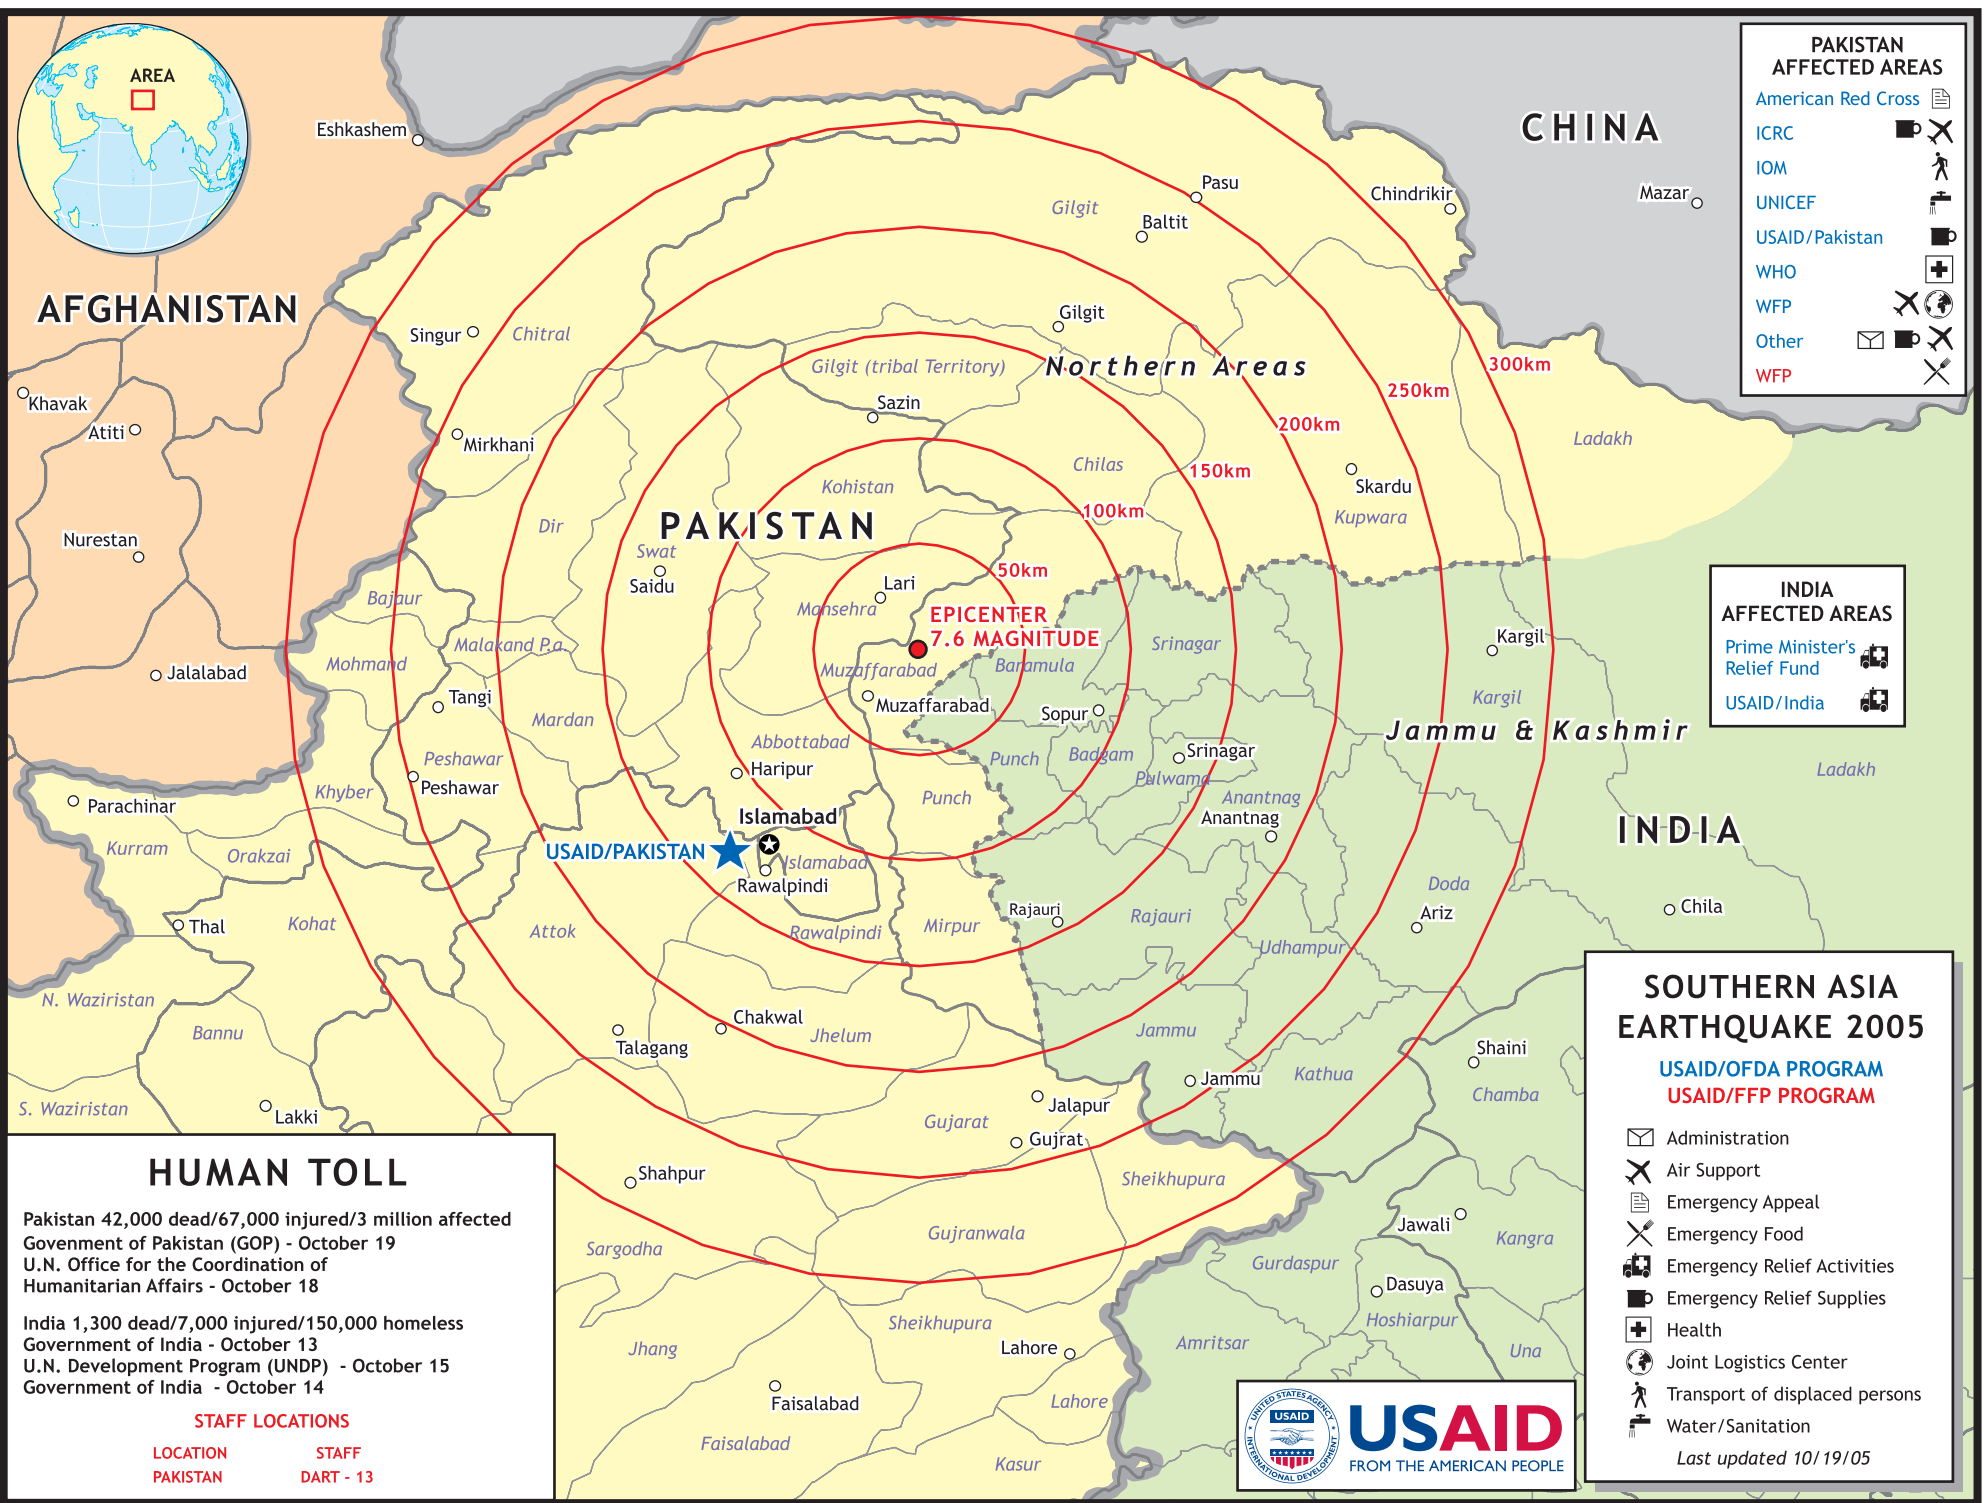 AREA
Eshkashem
CHINA
Pasu
Chindrikir
Mazar
Gilgit
Baltit
AFGHANISTAN
Singur
Chitral
Gilgit
Gilgit (tribal Territory)
Northern Areas
300km
250km
Khavak
Atiti
Sazin
200km
Mirkhani
Ladakh
Chilas
150km
Kohistan
Skardu
100km
Kupwara
PAKISTAN
Dir
Nurestan
Swat
Saidu
50km
Lari
Mansehra
Bajaur
EPICENTER
7.6 MAGNITUDE
Malakand P.a.
Srinagar
Kargil
Mohmand
Baramula
Jalalabad
Muzaffarabad
Tangi
Muzaffarabad
Kargil
Sopur
Mardan
Jammu & Kashmir
Abbottabad
Srinagar
Peshawar
Punch
Badgam
Haripur
Ladakh
Pulwama
Peshawar
Khyber
Punch
Anantnag
Parachinar
Islamabad
Anantnag
INDIA
Kurram
Orakzai
USAID/PAKISTAN
Islamabad
Rawalpindi
Doda
Chila
Rajauri
Rajauri
Ariz
Thal
Kohat
Attok
Rawalpindi
Mirpur
Udhampur
N. Waziristan
Bannu
Chakwal
Jhelum
Jammu
Talagang
Shaini
Jammu
Kathua
Chamba
S. Waziristan
Lakki
Jalapur
Gujarat
Gujrat
Shahpur
Sheikhupura
Jawali
Gujranwala
Kangra
Sargodha
Gurdaspur
Dasuya
Sheikhupura
Hoshiarpur
Jhang
Lahore
Amritsar
Una
Faisalabad
Lahore
Faisalabad
Kasur
PAKISTAN
AFFECTED AREAS
American Red Cross
ICRC
IOM
UNICEF
USAID/Pakistan
WHO
WFP
Other
WFP
INDIA
AFFECTED AREAS
Prime Minister's
Relief Fund
USAID/India
HUMAN TOLL
Pakistan 42,000 dead/67,000 injured/3 million affected
Govenment of Pakistan (GOP) - October 19
U.N. Office for the Coordination of
Humanitarian Affairs - October 18
India 1,300 dead/7,000 injured/150,000 homeless
Government of India - October 13
U.N. Development Program (UNDP) - October 15
Government of India - October 14
STAFF LOCATIONS
LOCATION STAFF
PAKISTAN DART - 13
UNITED STATES AGENCY
USAID
INTERNATIONAL DEVELOPMENT
USAID
FROM THE AMERICAN PEOPLE
SOUTHERN ASIA
EARTHQUAKE 2005
USAID/OFDA PROGRAM
USAID/FFP PROGRAM
Administration
Air Support
Emergency Appeal
Emergency Food
Emergency Relief Activities
Emergency Relief Supplies
Health
Joint Logistics Center
Transport of displaced persons
Water/Sanitation
Last updated 10/19/05